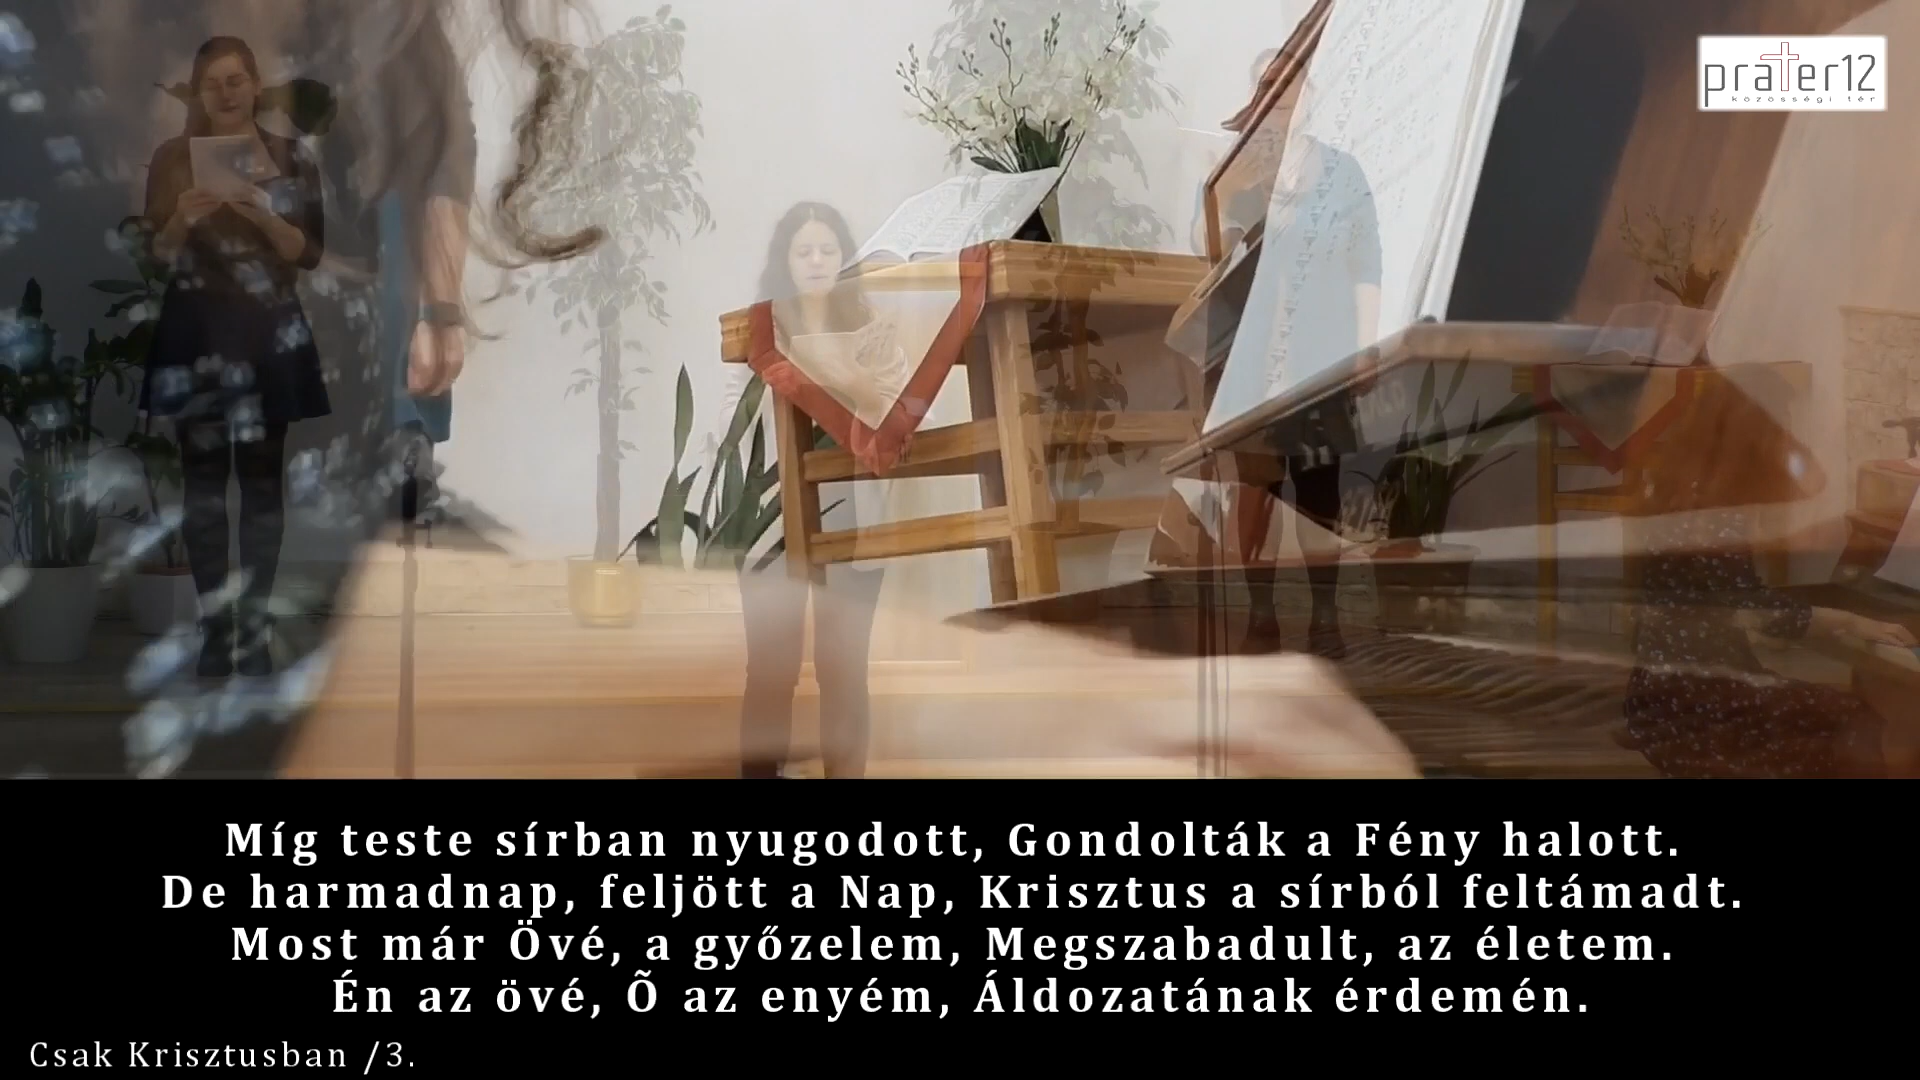 prater12
közösségi tér
Míg teste sírban nyugodott, Gondolták a Fény halott.
De harmadnap, feljött a Nap, Krisztus a sírból feltámadt.
Most már Övé, a győzelem, Megszabadult, az életem.
Én az övé, Õ az enyém, Áldozatának érdemén.
Csak Krisztusban /3.